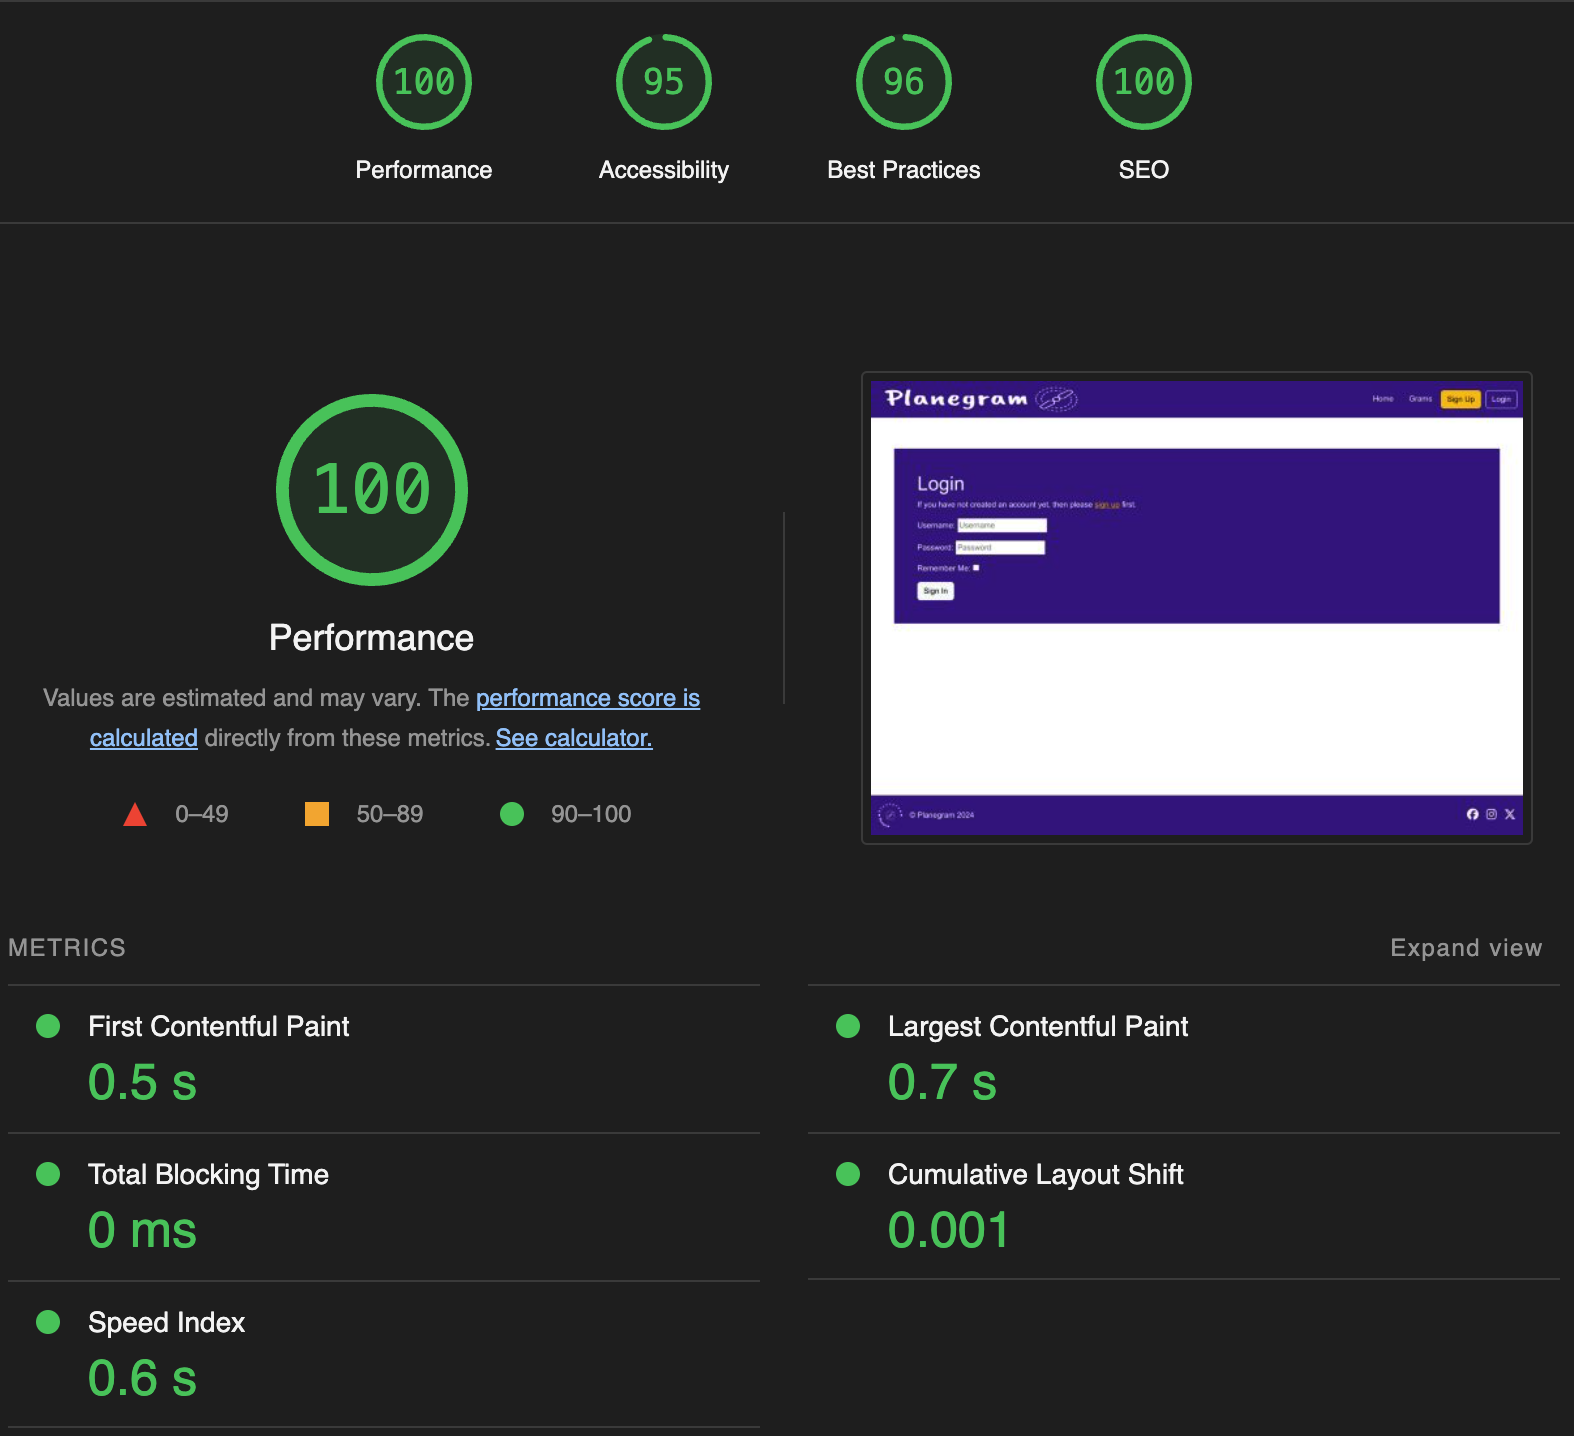 100
95
96
100
Performance
Accessibility
Best Practices
SEO
100
Performance
Values are estimated and may vary. The performance score is
calculated directly from these metrics. See calculator.
0–49
50–89
90–100
Planegram
Home
Grams
Sign Up
Login
Login
If you have not created an account yet, then please sign up first.
Username: Username
Password: Password
Remember Me:
Sign In
© Planegram 2024
METRICS
Expand view
First Contentful Paint
0.5 s
Largest Contentful Paint
0.7 s
Total Blocking Time
0 ms
Cumulative Layout Shift
0.001
Speed Index
0.6 s